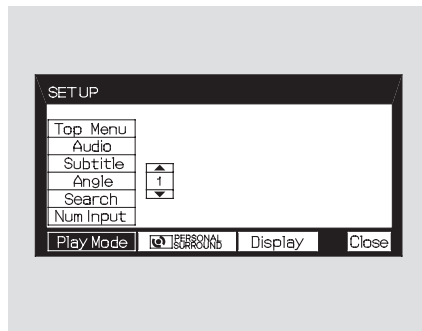 SETUP
Top Menu
Audio
Subtitle
Angle
1
Search
Num Input
Play Mode
PERSONAL
SURROUND
Display
Close